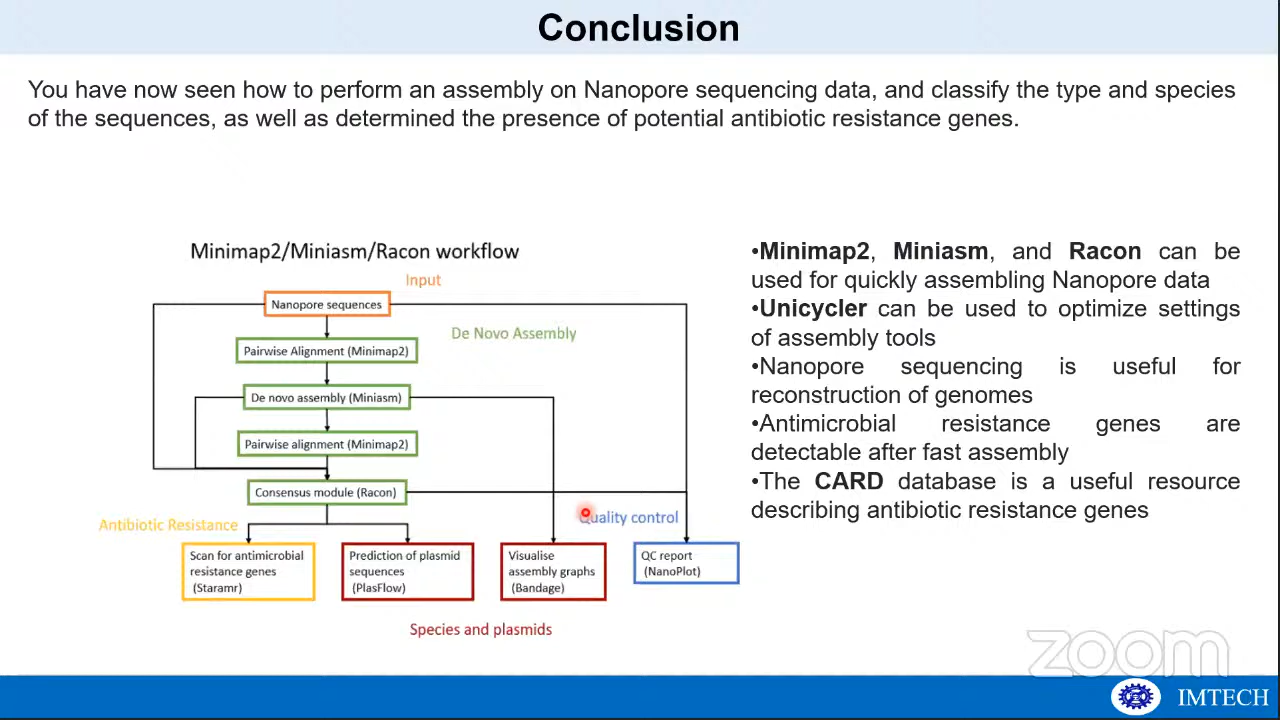 Conclusion
You have now seen how to perform an assembly on Nanopore sequencing data, and classify the type and species
of the sequences, as well as determined the presence of potential antibiotic resistance genes.
Minimap2/Miniasm/Racon workflow
Input
Nanopore sequences
De Novo Assembly
Pairwise Alignment (Minimap2)
De novo assembly (Miniasm)
Pairwise alignment (Minimap2)
Consensus module (Racon)
Antibiotic Resistance
Quality control
Scan for antimicrobial
resistance genes
(Staramr)
Prediction of plasmid
sequences
(PlasFlow)
Visualise
assembly graphs
(Bandage)
QC report
(NanoPlot)
Species and plasmids
•Minimap2, Miniasm, and Racon can be
used for quickly assembling Nanopore data
•Unicycler can be used to optimize settings
of assembly tools
•Nanopore sequencing is useful for
reconstruction of genomes
•Antimicrobial resistance genes are
detectable after fast assembly
•The CARD database is a useful resource
describing antibiotic resistance genes
zoom
IMTECH